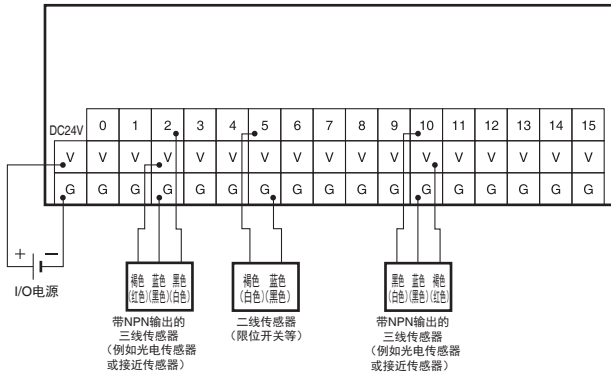 DC24V 0 1 2 3 4 5 6 7 8 9 10 11 12 13 14 15
V V V V V V V V V V V V V V V V V
G G G G G G G G G G G G G G G G G
+ −
I/O电源
褐色 蓝色 黑色
(红色) (黑色) (白色)
带NPN输出的
三线传感器
(例如光电传感器
或接近传感器)
褐色 蓝色
(白色) (黑色)
二线传感器
(限位开关等)
黑色 蓝色 褐色
(白色) (黑色) (红色)
带NPN输出的
三线传感器
(例如光电传感器
或接近传感器)